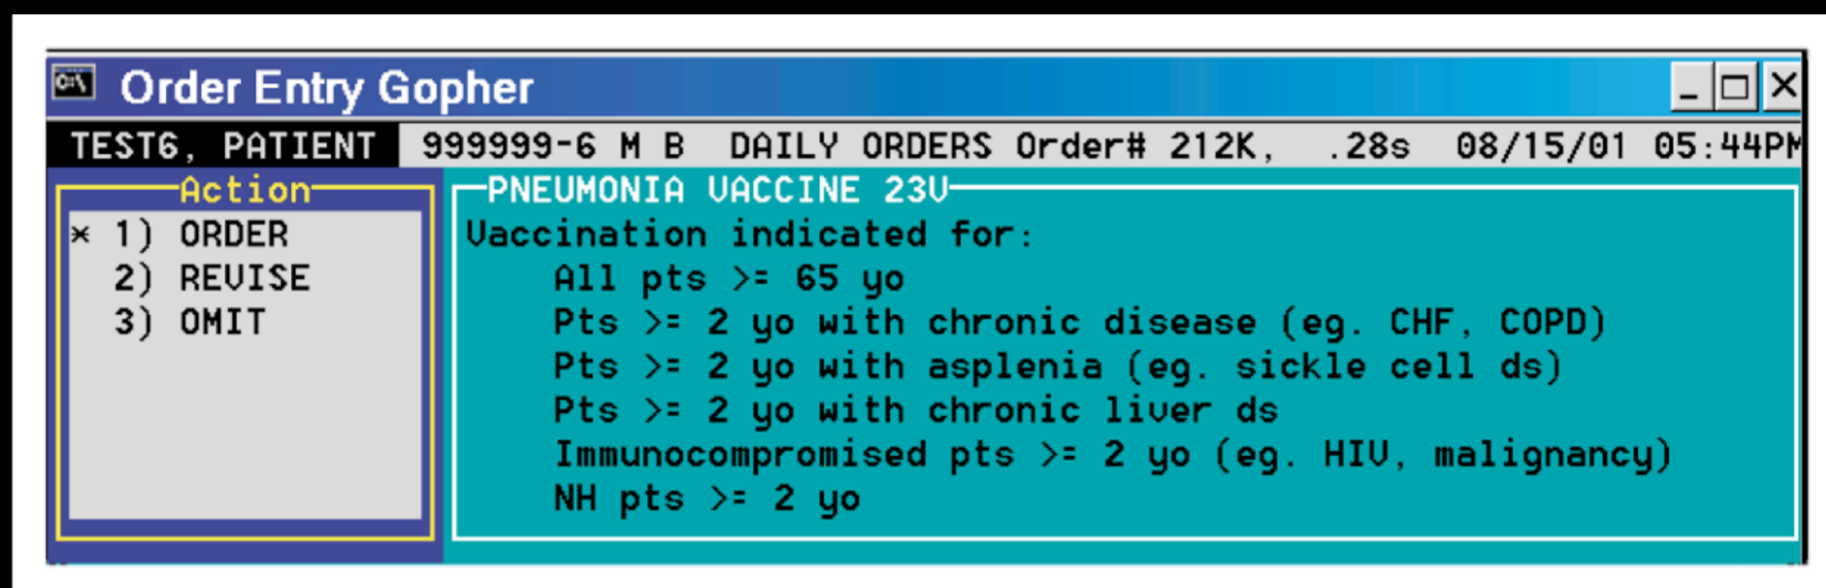 Order Entry Gopher
TEST6, PATIENT 999999-6 M B DAILY ORDERS Order# 212K, .28s 08/15/01 05:44PM
Action
* 1) ORDER
2) REVISE
3) OMIT
PNEUMONIA VACCINE 23V
Vaccination indicated for:
All pts >= 65 yo
Pts >= 2 yo with chronic disease (eg. CHF, COPD)
Pts >= 2 yo with asplenia (eg. sickle cell ds)
Pts >= 2 yo with chronic liver ds
Immunocompromised pts >= 2 yo (eg. HIV, malignancy)
NH pts >= 2 yo